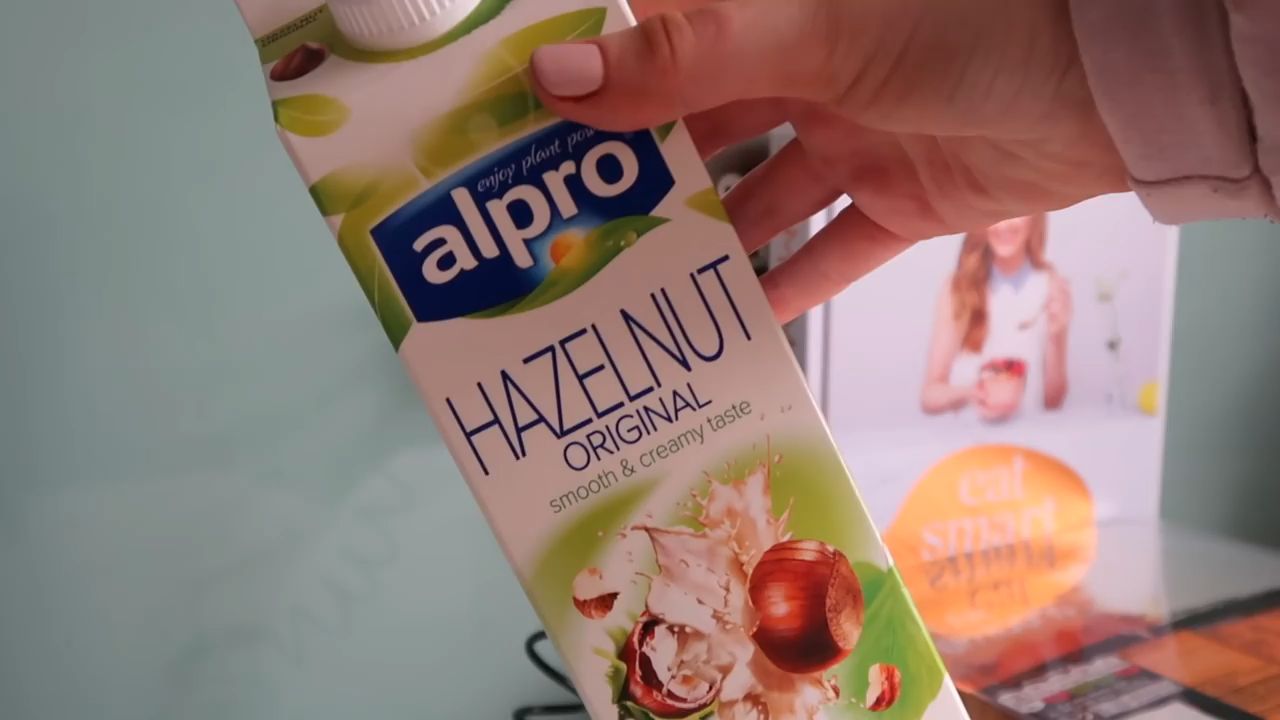 enjoy plant pow
alpro
HAZELNUT
ORIGINAL
smooth & creamy taste
eat
smart